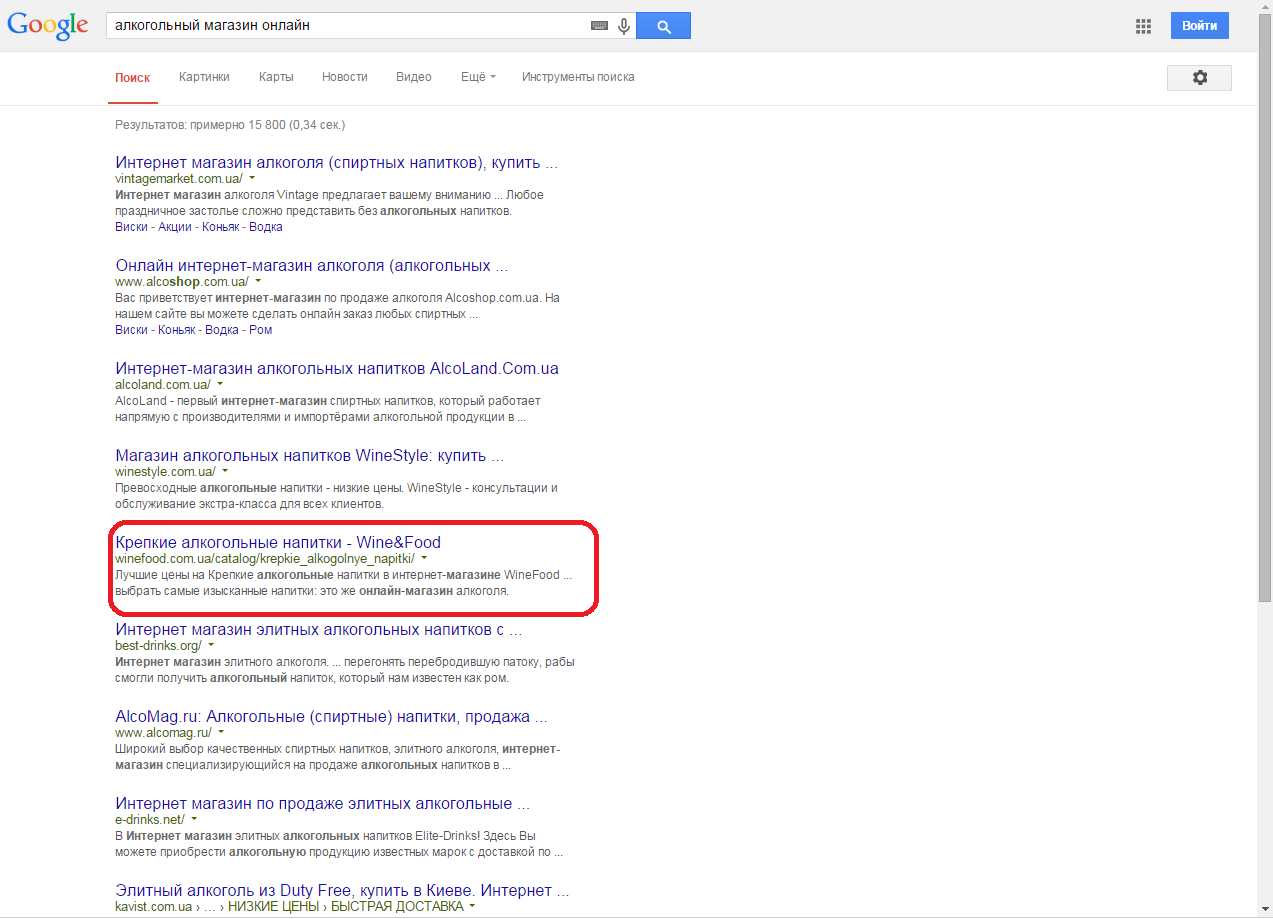 Google
алкогольный магазин онлайн
Войти
Поиск Картинки Карты Новости Видео Ещё Инструменты поиска
Результатов: примерно 15 800 (0,34 сек.)
Интернет магазин алкоголя (спиртных напитков), купить ...
vintagemarket.com.ua/
Интернет магазин алкоголя Vintage предлагает вашему вниманию ... Любое
праздничное застолье сложно представить без алкогольных напитков.
Виски - Акции - Коньяк - Водка
Онлайн интернет-магазин алкоголя (алкогольных ...
www.alcoshop.com.ua/
Вас приветствует интернет-магазин по продаже алкоголя Alcoshop.com.ua. На
нашем сайте вы можете сделать онлайн заказ любых спиртных ...
Виски - Коньяк - Водка - Ром
Интернет-магазин алкогольных напитков AlcoLand.Com.ua
alcoland.com.ua/
AlcoLand - первый интернет-магазин спиртных напитков, который работает
напрямую с производителями и импортёрами алкогольной продукции в ...
Магазин алкогольных напитков WineStyle: купить ...
winestyle.com.ua/
Превосходные алкогольные напитки - низкие цены. WineStyle - консультации и
обслуживание экстра-класса для всех клиентов.
Крепкие алкогольные напитки - Wine&Food
winefood.com.ua/catalog/krepkie_alkogolnye_napitki/
Лучшие цены на Крепкие алкогольные напитки в интернет-магазине WineFood ...
выбрать самые изысканные напитки: это же онлайн-магазин алкоголя.
Интернет магазин элитных алкогольных напитков с ...
best-drinks.org/
Интернет магазин элитного алкоголя. ... перегонять перебродившую патоку, рабы
смогли получить алкогольный напиток, который нам известен как ром.
AlcoMag.ru: Алкогольные (спиртные) напитки, продажа ...
www.alcomag.ru/
Широкий выбор качественных спиртных напитков, элитного алкоголя, интернет-
магазин специализирующийся на продаже алкогольных напитков в ...
Интернет магазин по продаже элитных алкогольные ...
e-drinks.net/
В Интернет магазин элитных алкогольных напитков Elite-Drinks! Здесь Вы
можете приобрести алкогольную продукцию известных марок с доставкой по ...
Элитный алкоголь из Duty Free, купить в Киеве. Интернет ...
kavist.com.ua › ... › НИЗКИЕ ЦЕНЫ › БЫСТРАЯ ДОСТАВКА